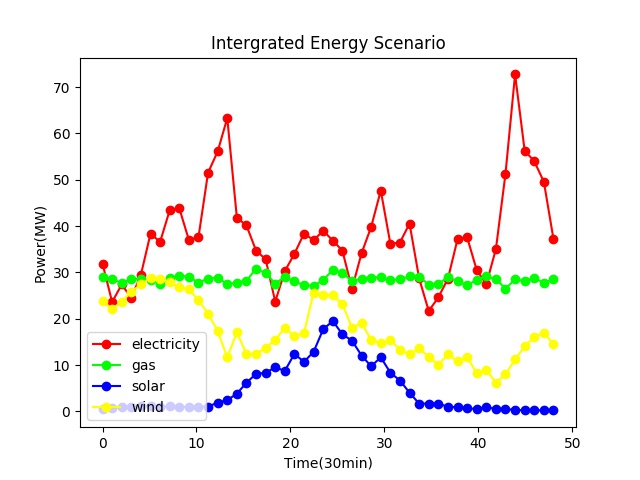 Intergrated Energy Scenario
Power(MW)
70
60
50
40
30
20
10
0
electricity
gas
solar
wind
0 10 20 30 40 50
Time(30min)